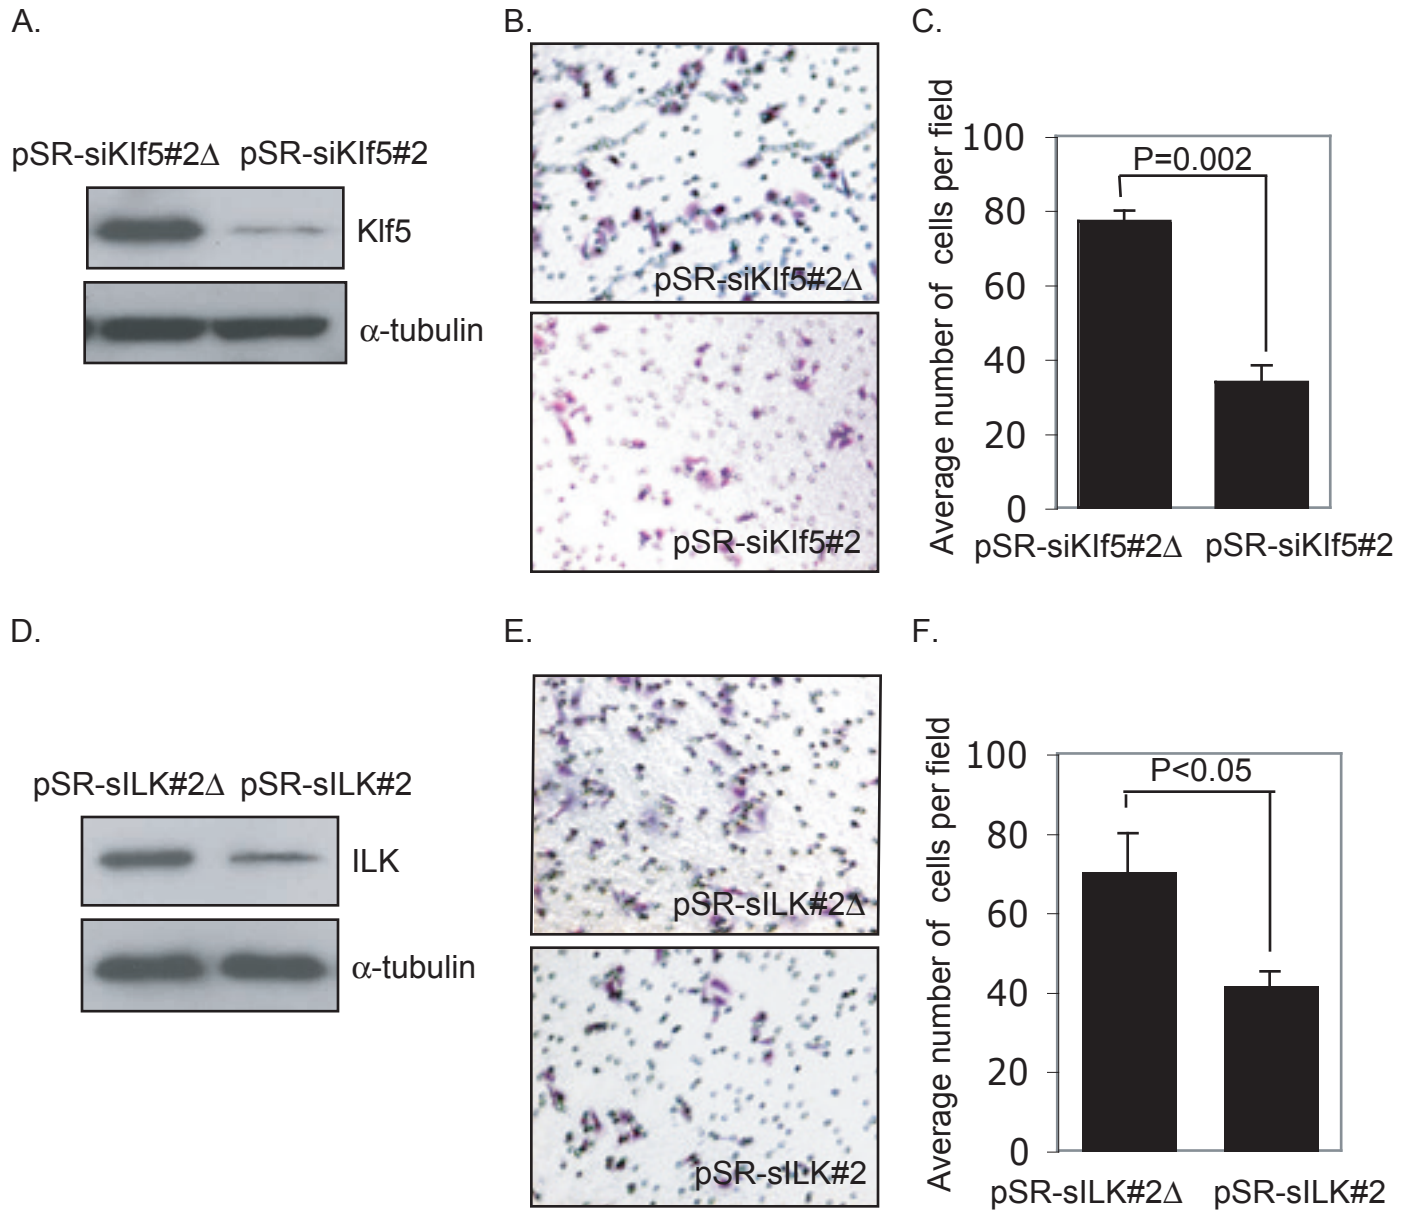 A.
pSR-siKlf5#2Δ pSR-siKlf5#2
Klf5
α-tubulin
B.
pSR-siKlf5#2Δ
pSR-siKlf5#2
C.
Average number of cells per field
100
80
60
40
20
0
P=0.002
pSR-siKlf5#2Δ pSR-siKlf5#2
D.
pSR-sILK#2Δ pSR-sILK#2
ILK
α-tubulin
E.
pSR-sILK#2Δ
pSR-sILK#2
F.
Average number of cells per field
100
80
60
40
20
0
P<0.05
pSR-sILK#2Δ pSR-sILK#2